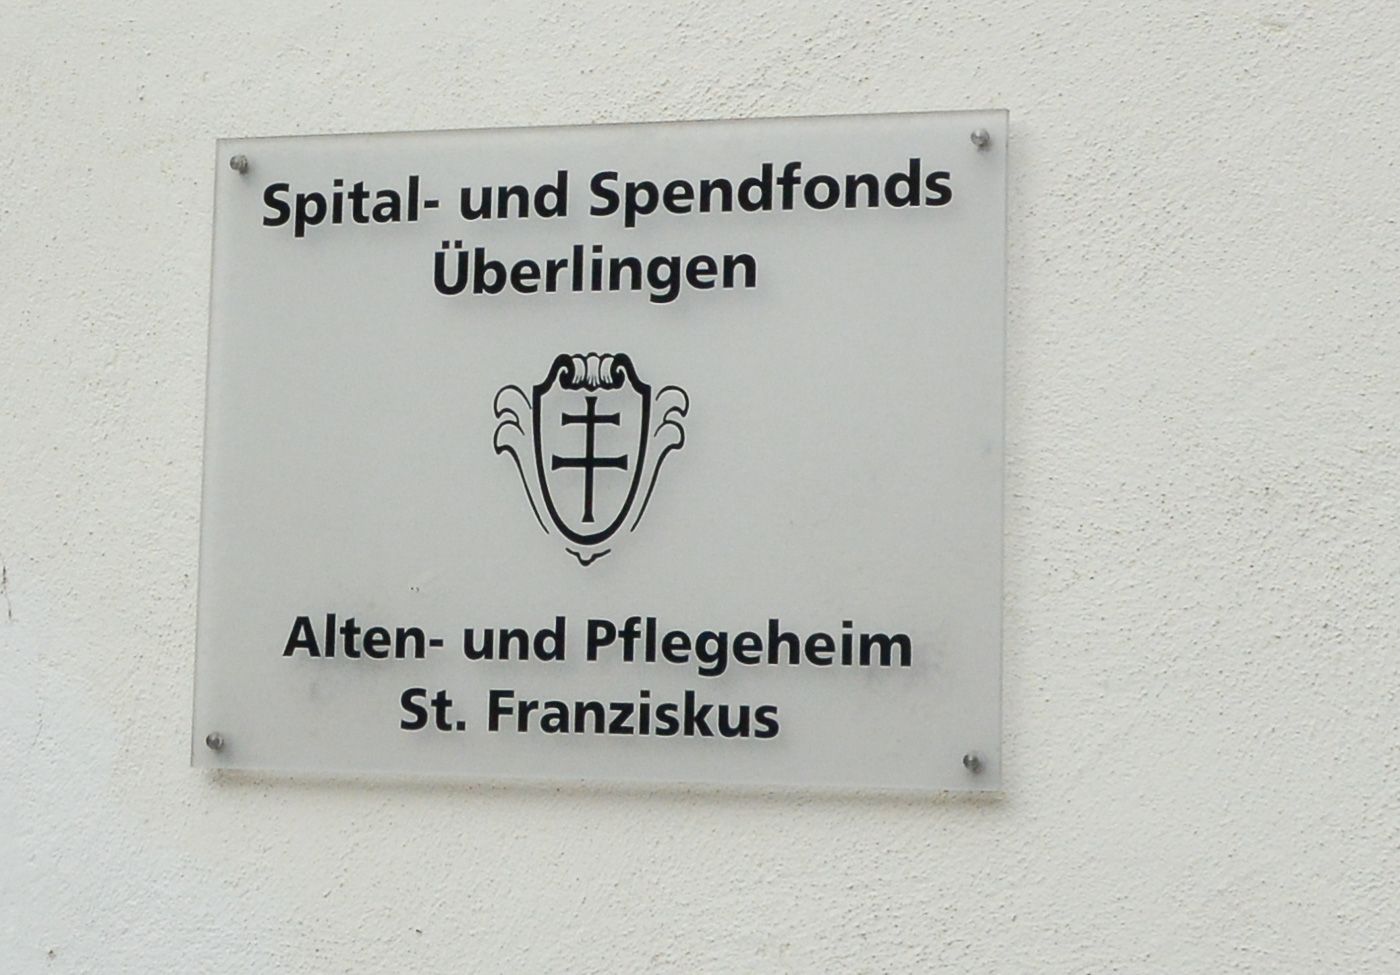 Spital- und Spendfonds
Überlingen
Alten- und Pflegeheim
St. Franziskus